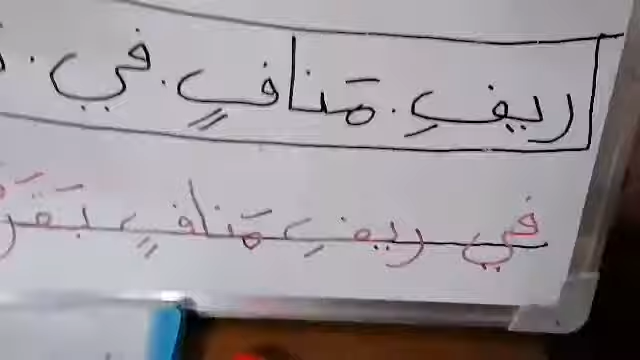 ريفِ . مَنافٍ . في .
في ريفِ مَنافٍ بَقَر